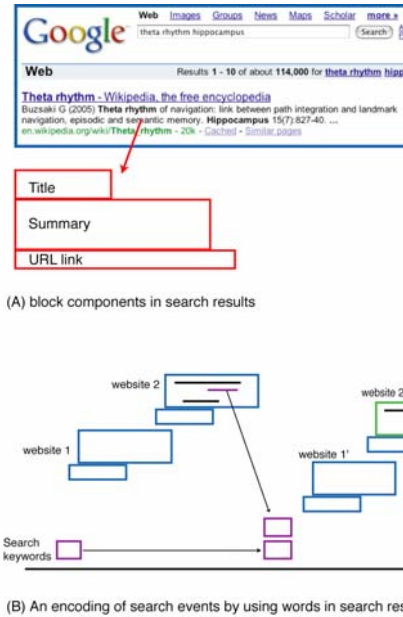 Web Images Groups News Maps Scholar more »
Google theta rhythm hippocampus Search
Web Results 1 - 10 of about 114,000 for theta rhythm
Theta rhythm - Wikipedia, the free encyclopedia
Buzsaki G (2005) Theta rhythm of navigation: link between path integration and landmark
navigation, episodic and semantic memory. Hippocampus 15(7):827-40. ...
en.wikipedia.org/wiki/Theta_rhythm - 20k - Cached - Similar pages
Title
Summary
URL link
(A) block components in search results
website 2
website 2
website 1
website 1'
Search
keywords
(B) An encoding of search events by using words in search